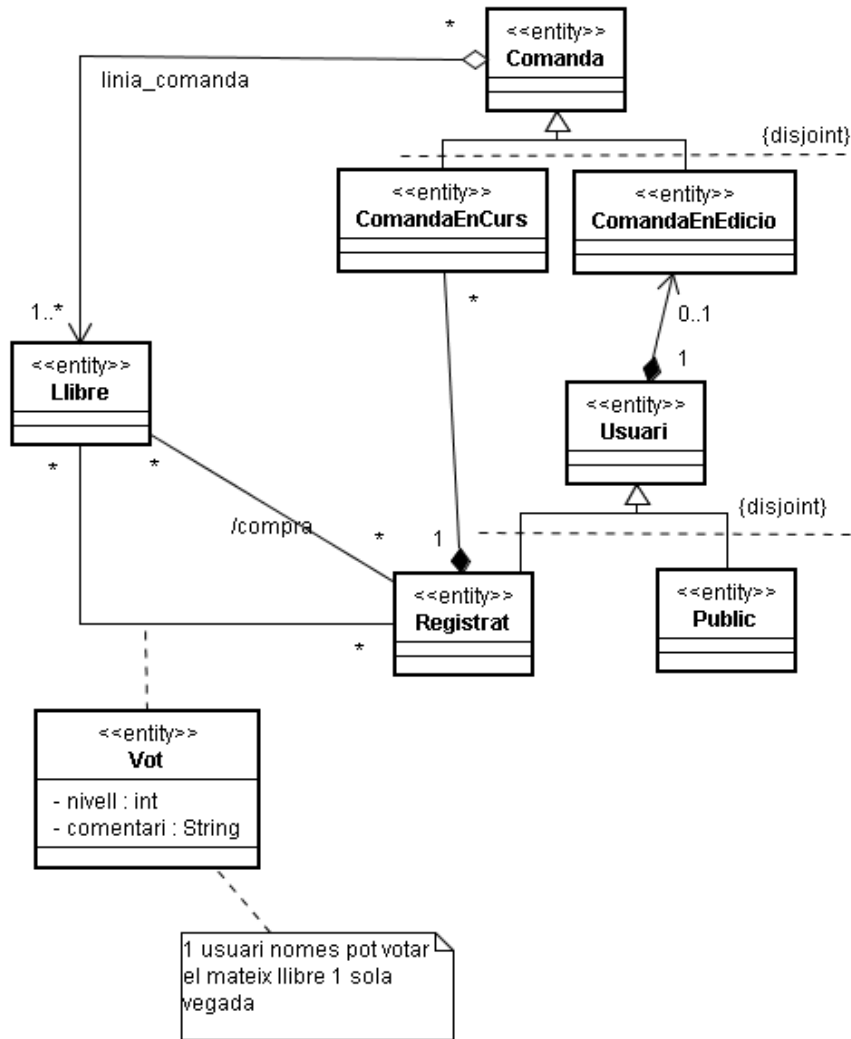 *
<<entity>>
Comanda
linia_comanda
{disjoint}
<<entity>>
ComandaEnCurs
<<entity>>
ComandaEnEdicio
*
0..1
1..*
1
<<entity>>
Llibre
<<entity>>
Usuari
*
*
{disjoint}
/compra
*
1
<<entity>>
Registrat
<<entity>>
Public
*
<<entity>>
Vot
- nivell : int
- comentari : String
1 usuari nomes pot votar
el mateix llibre 1 sola
vegada